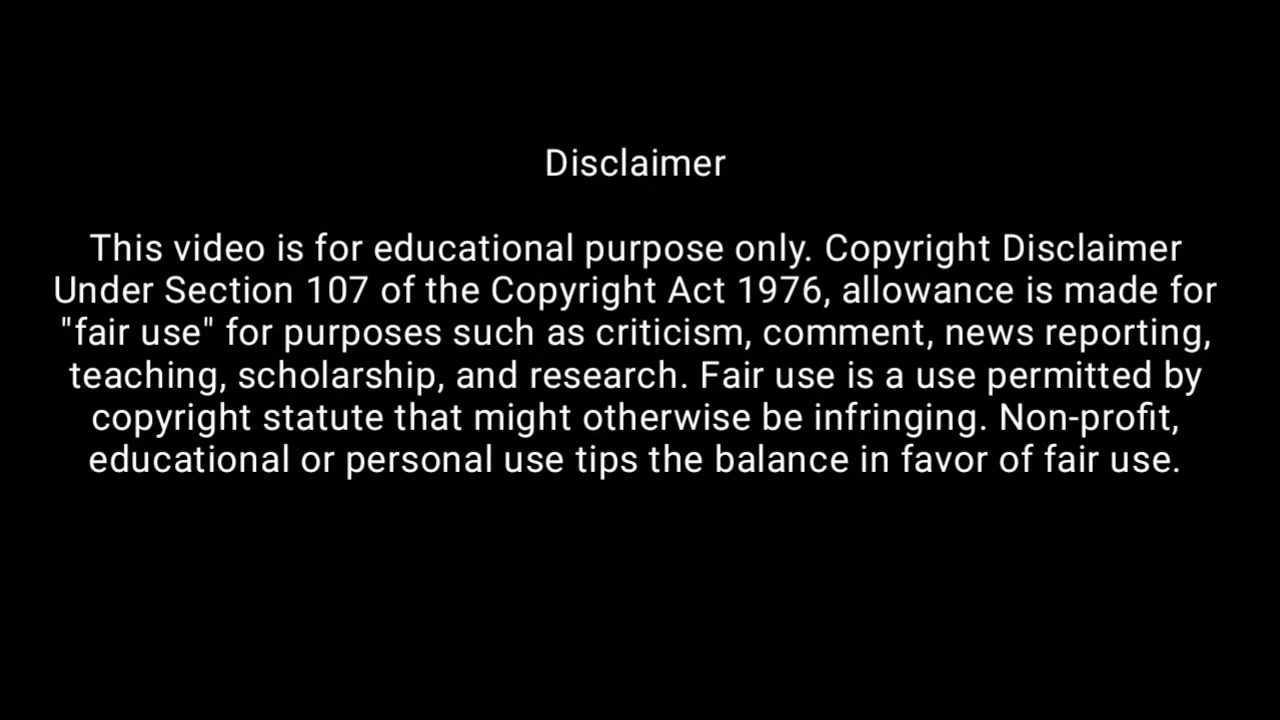 Disclaimer
This video is for educational purpose only. Copyright Disclaimer
Under Section 107 of the Copyright Act 1976, allowance is made for
"fair use" for purposes such as criticism, comment, news reporting,
teaching, scholarship, and research. Fair use is a use permitted by
copyright statute that might otherwise be infringing. Non-profit,
educational or personal use tips the balance in favor of fair use.